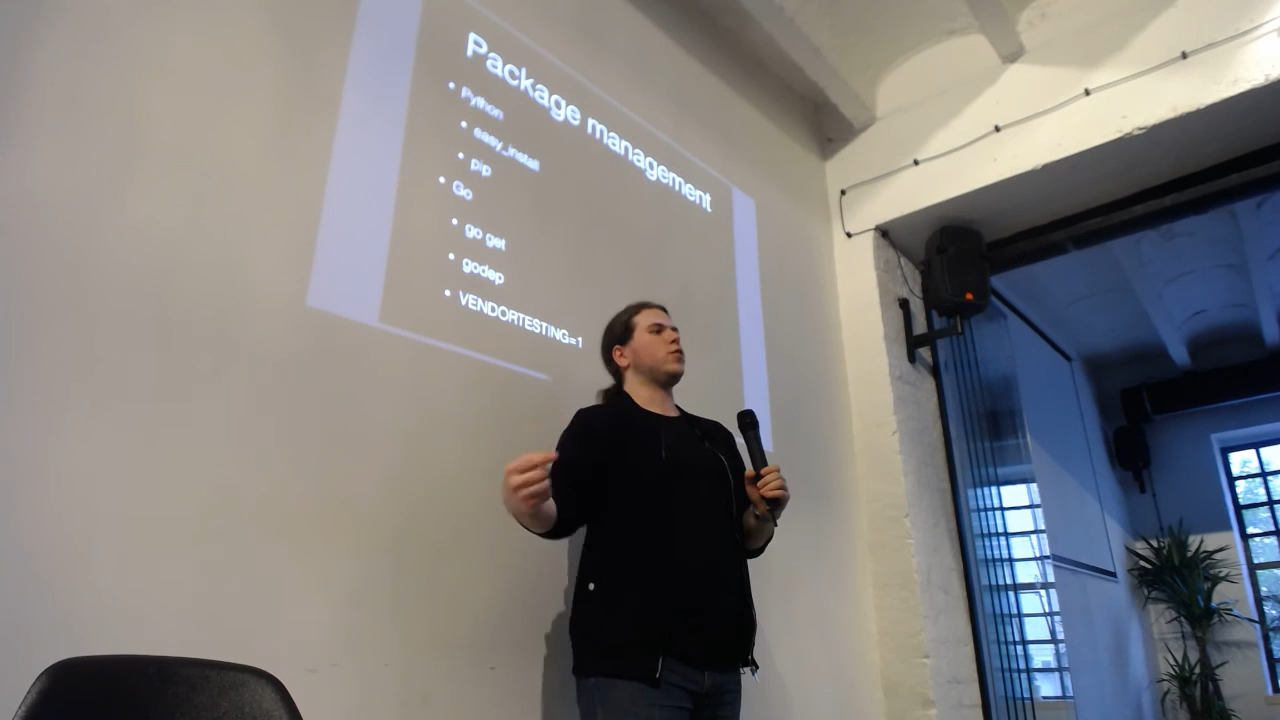 Package management
• Python
• easy_install
• pip
• Go
• go get
• godep
• VENDORTESTING=1